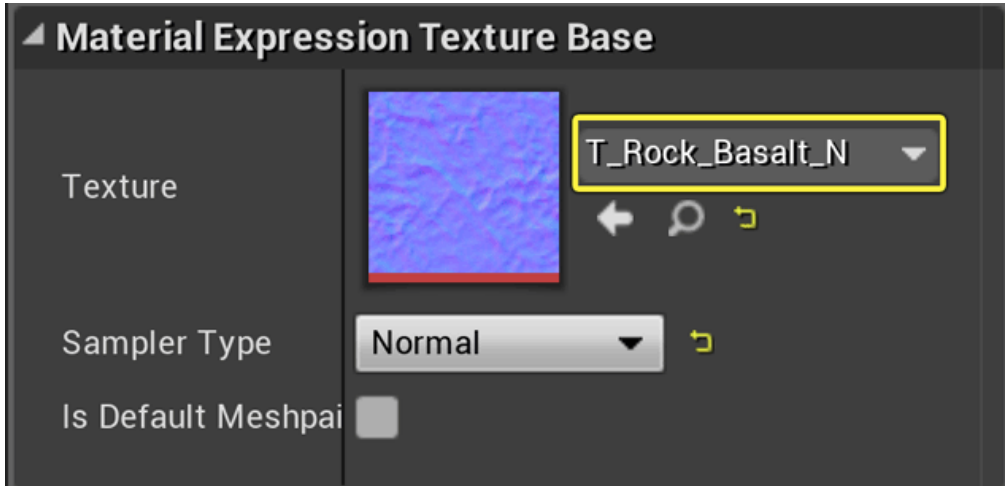 Material Expression Texture Base
Texture
T_Rock_Basalt_N
Sampler Type
Normal
Is Default Meshpai